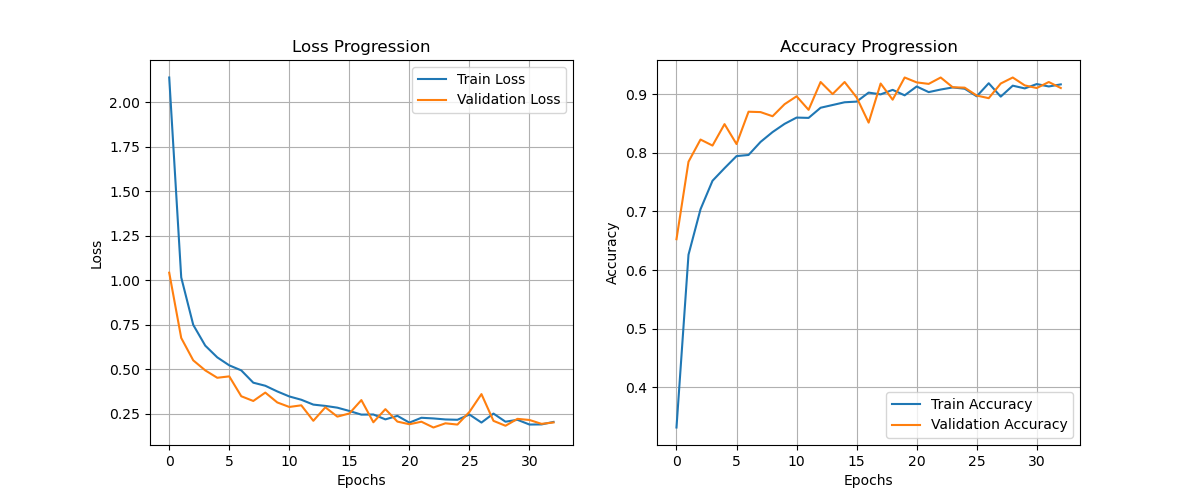 Loss Progression
Train Loss
Validation Loss
2.00
1.75
1.50
1.25
1.00
0.75
0.50
0.25
Loss
0 5 10 15 20 25 30
Epochs
Accuracy Progression
0.9
0.8
0.7
0.6
0.5
0.4
Accuracy
Train Accuracy
Validation Accuracy
0 5 10 15 20 25 30
Epochs